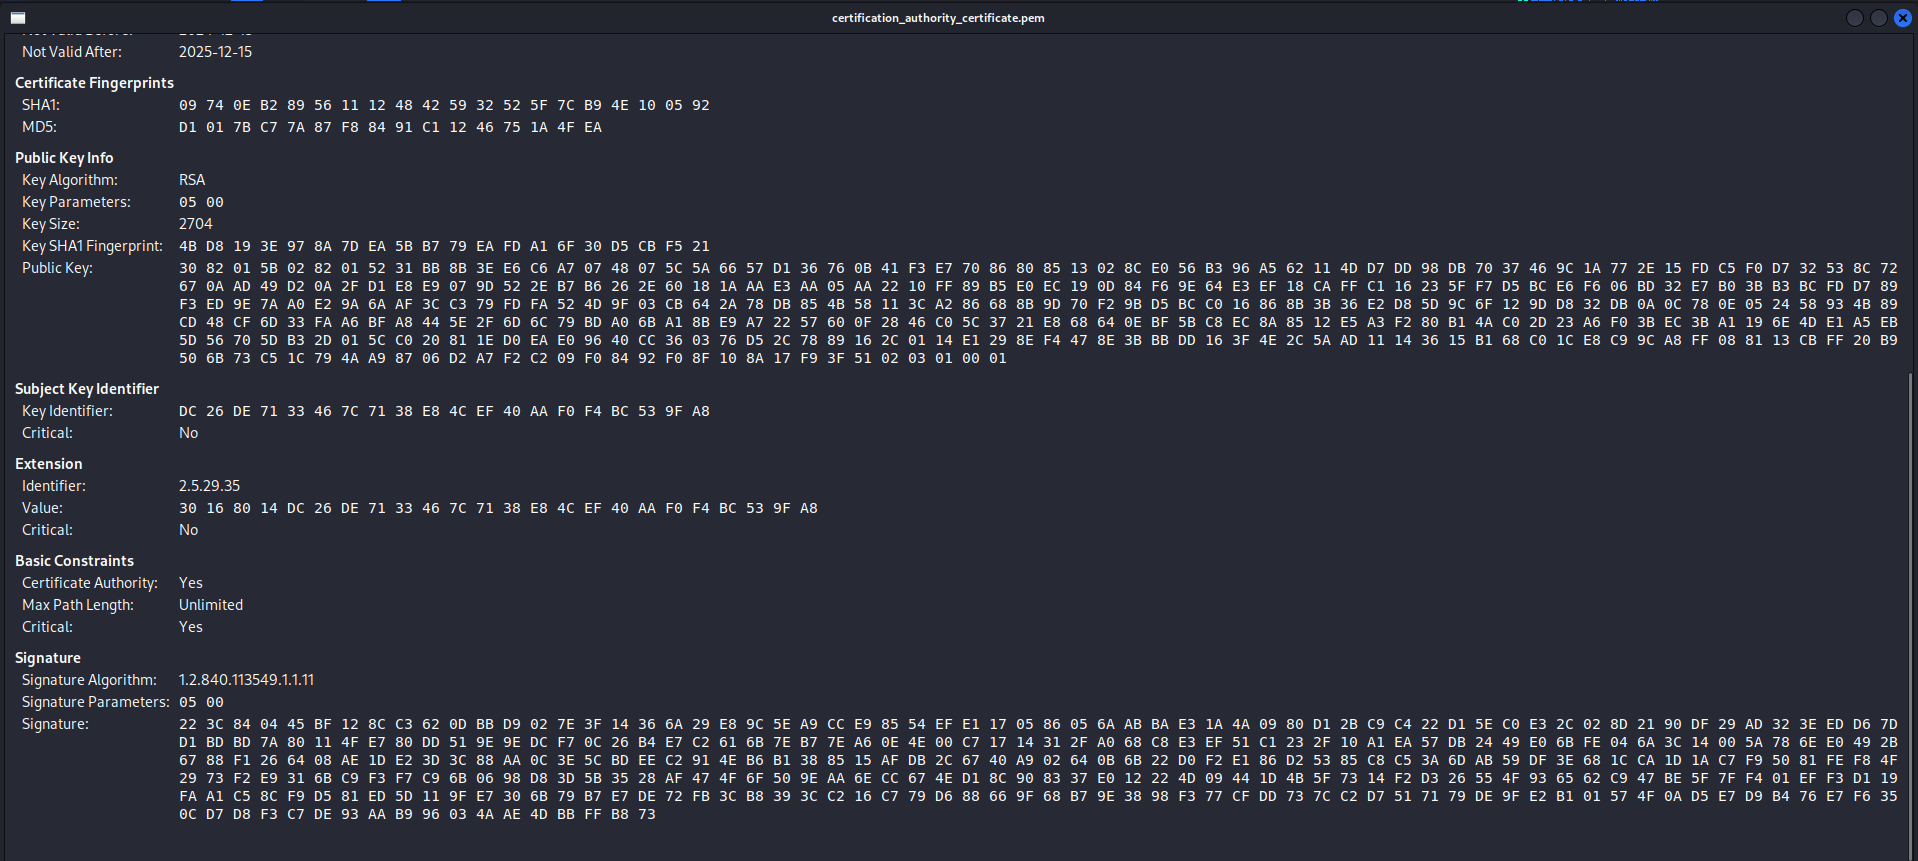 certification_authority_certificate.pem
Not Valid After: 2025-12-15
Certificate Fingerprints
SHA1: 09 74 0E B2 89 56 11 12 48 42 59 32 52 5F 7C B9 4E 10 05 92
MD5: D1 01 7B C7 7A 87 F8 84 91 C1 12 46 75 1A 4F EA
Public Key Info
Key Algorithm: RSA
Key Parameters: 05 00
Key Size: 2704
Key SHA1 Fingerprint: 4B D8 19 3E 97 8A 7D EA 5B B7 79 EA FD A1 6F 30 D5 CB F5 21
Public Key: 30 82 01 5B 02 82 01 52 31 BB 8B 3E E6 C6 A7 07 48 07 5C 5A 66 57 D1 36 76 0B 41 F3 E7 70 86 80 85 13 02 8C E0 56 B3 96 A5 62 11 4D D7 DD 98 DB 70 37 46 9C 1A 77 2E 15 FD C5 F0 D7 32 53 8C 72
67 0A AD 49 D2 0A 2F D1 E8 E9 07 9D 52 2E B7 B6 26 2E 60 18 1A AA E3 AA 05 AA 22 10 FF 89 B5 E0 EC 19 0D 84 F6 9E 64 E3 EF 18 CA FF C1 16 23 5F F7 D5 BC E6 F6 06 BD 32 E7 B0 3B B3 BC FD D7 89
F3 ED 9E 7A A0 E2 9A 6A AF 3C C3 79 FD FA 52 4D 9F 03 CB 64 2A 78 DB 85 4B 58 11 3C A2 86 68 8B 9D 70 F2 9B D5 BC C0 16 86 8B 3B 36 E2 D8 5D 9C 6F 12 9D D8 32 DB 0A 0C 78 0E 05 24 58 93 4B 89
CD 48 CF 6D 33 FA A6 BF A8 44 5E 2F 6D 6C 79 BD A0 6B A1 8B E9 A7 22 57 60 0F 28 46 C0 5C 37 21 E8 68 64 0E BF 5B C8 EC 8A 85 12 E5 A3 F2 80 B1 4A C0 2D 23 A6 F0 3B EC 3B A1 19 6E 4D E1 A5 EB
5D 56 70 5D B3 2D 01 5C C0 20 81 1E D0 EA E0 96 40 CC 36 03 76 D5 2C 78 89 16 2C 01 14 E1 29 8E F4 47 8E 3B BB DD 16 3F 4E 2C 5A AD 11 14 36 15 B1 68 C0 1C E8 C9 9C A8 FF 08 81 13 CB FF 20 B9
50 6B 73 C5 1C 79 4A A9 87 06 D2 A7 F2 C2 09 F0 84 92 F0 8F 10 8A 17 F9 3F 51 02 03 01 00 01
Subject Key Identifier
Key Identifier: DC 26 DE 71 33 46 7C 71 38 E8 4C EF 40 AA F0 F4 BC 53 9F A8
Critical: No
Extension
Identifier: 2.5.29.35
Value: 30 16 80 14 DC 26 DE 71 33 46 7C 71 38 E8 4C EF 40 AA F0 F4 BC 53 9F A8
Critical: No
Basic Constraints
Certificate Authority: Yes
Max Path Length: Unlimited
Critical: Yes
Signature
Signature Algorithm: 1.2.840.113549.1.1.11
Signature Parameters: 05 00
Signature: 22 3C 84 04 45 BF 12 8C C3 62 0D BB D9 02 7E 3F 14 36 6A 29 E8 9C 5E A9 CC E9 85 54 EF E1 17 05 86 05 6A AB BA E3 1A 4A 09 80 D1 2B C9 C4 22 D1 5E C0 E3 2C 02 8D 21 90 DF 29 AD 32 3E ED D6 7D
D1 BD BD 7A 80 11 4F E7 80 DD 51 9E 9E DC F7 0C 26 B4 E7 C2 61 6B 7E B7 7E A6 0E 4E 00 C7 17 14 31 2F A0 68 C8 E3 EF 51 C1 23 2F 10 A1 EA 57 DB 24 49 E0 6B FE 04 6A 3C 14 00 5A 78 6E E0 49 2B
67 88 F1 26 64 08 AE 1D E2 3D 3C 88 AA 0C 3E 5C BD EE C2 91 4E B6 B1 38 85 15 AF DB 2C 67 40 A9 02 64 0B 6B 22 D0 F2 E1 86 D2 53 85 C8 C5 3A 6D AB 59 DF 3E 68 1C CA 1D 1A C7 F9 50 81 FE F8 4F
29 73 F2 E9 31 6B C9 F3 F7 C9 6B 06 98 D8 3D 5B 35 28 AF 47 4F 6F 50 9E AA 6E CC 67 4E D1 8C 90 83 37 E0 12 22 4D 09 44 1D 4B 5F 73 14 F2 D3 26 55 4F 93 65 62 C9 47 BE 5F 7F F4 01 EF F3 D1 19
FA A1 C5 8C F9 D5 81 ED 5D 11 9F E7 30 6B 79 B7 E7 DE 72 FB 3C B8 39 3C C2 16 C7 79 D6 88 66 9F 68 B7 9E 38 98 F3 77 CF DD 73 7C C2 D7 51 71 79 DE 9F E2 B1 01 57 4F 0A D5 E7 D9 B4 76 E7 F6 35
0C D7 D8 F3 C7 DE 93 AA B9 96 03 4A AE 4D BB FF B8 73